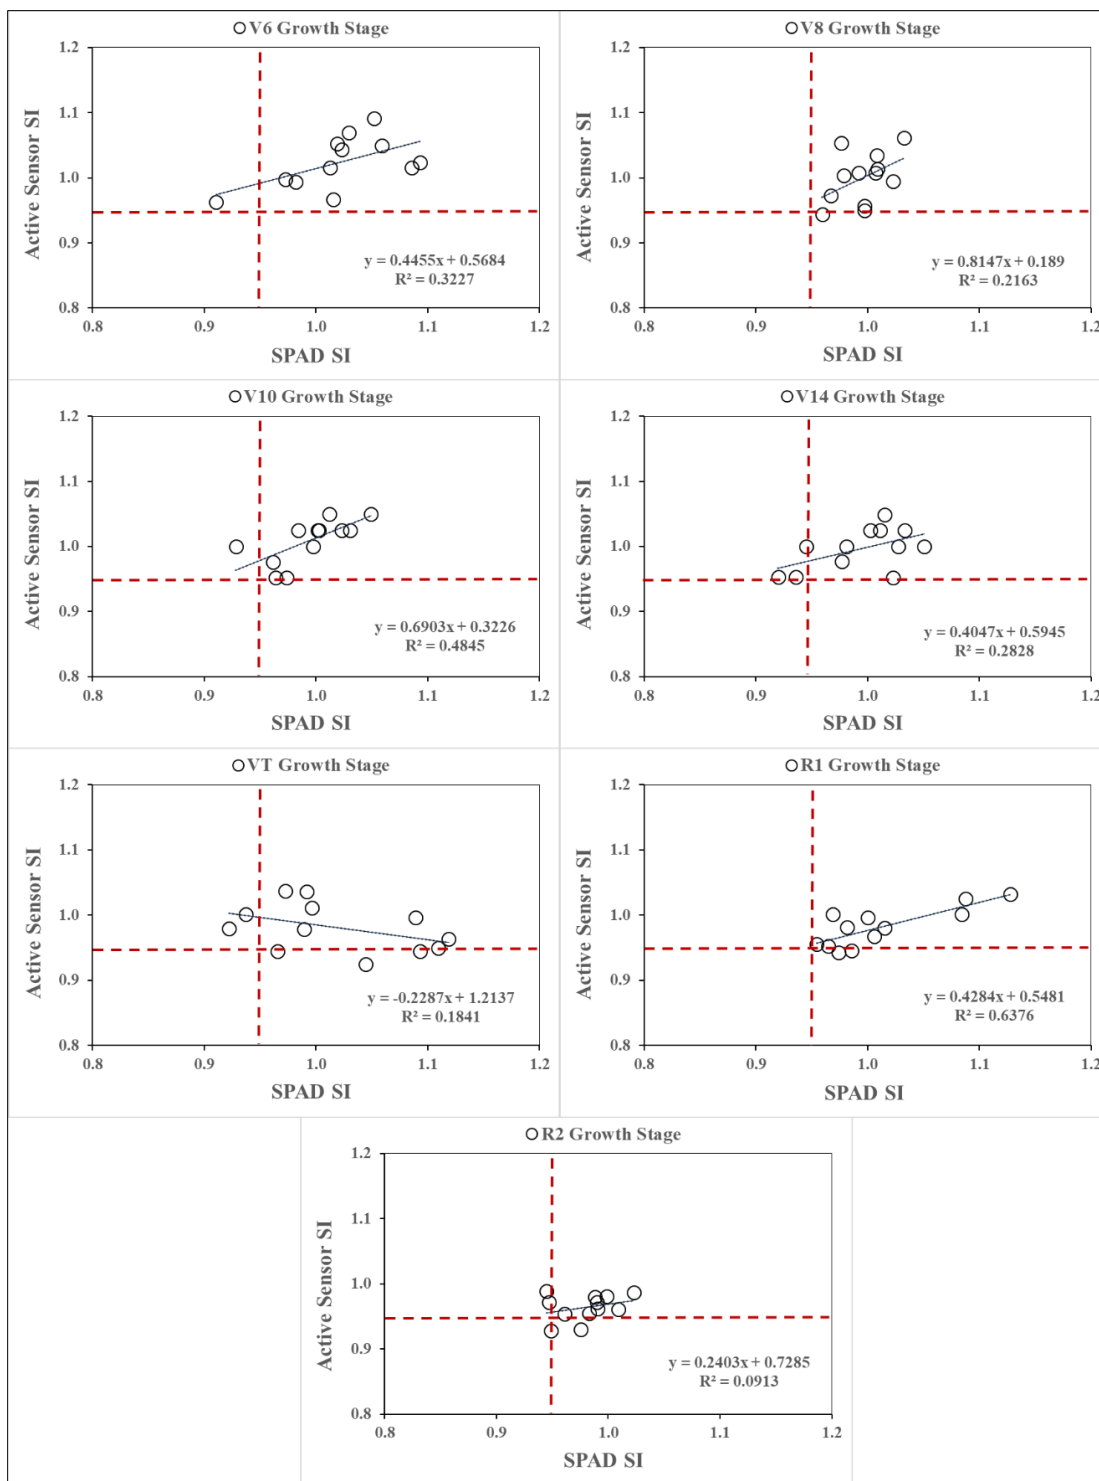 V6 Growth Stage
1.2
1.1
1.0
0.9
0.8
Active Sensor SI
y = 0.4455x + 0.5684
R² = 0.3227
0.8 0.9 1.0 1.1 1.2
SPAD SI
V8 Growth Stage
1.2
1.1
1.0
0.9
0.8
Active Sensor SI
y = 0.8147x + 0.189
R² = 0.2163
0.8 0.9 1.0 1.1 1.2
SPAD SI
V10 Growth Stage
1.2
1.1
1.0
0.9
0.8
Active Sensor SI
y = 0.6903x + 0.3226
R² = 0.4845
0.8 0.9 1.0 1.1 1.2
SPAD SI
V14 Growth Stage
1.2
1.1
1.0
0.9
0.8
Active Sensor SI
y = 0.4047x + 0.5945
R² = 0.2828
0.8 0.9 1.0 1.1 1.2
SPAD SI
VT Growth Stage
1.2
1.1
1.0
0.9
0.8
Active Sensor SI
y = -0.2287x + 1.2137
R² = 0.1841
0.8 0.9 1.0 1.1 1.2
SPAD SI
R1 Growth Stage
1.2
1.1
1.0
0.9
0.8
Active Sensor SI
y = 0.4284x + 0.5481
R² = 0.6376
0.8 0.9 1.0 1.1 1.2
SPAD SI
R2 Growth Stage
1.2
1.1
1.0
0.9
0.8
Active Sensor SI
y = 0.2403x + 0.7285
R² = 0.0913
0.8 0.9 1.0 1.1 1.2
SPAD SI